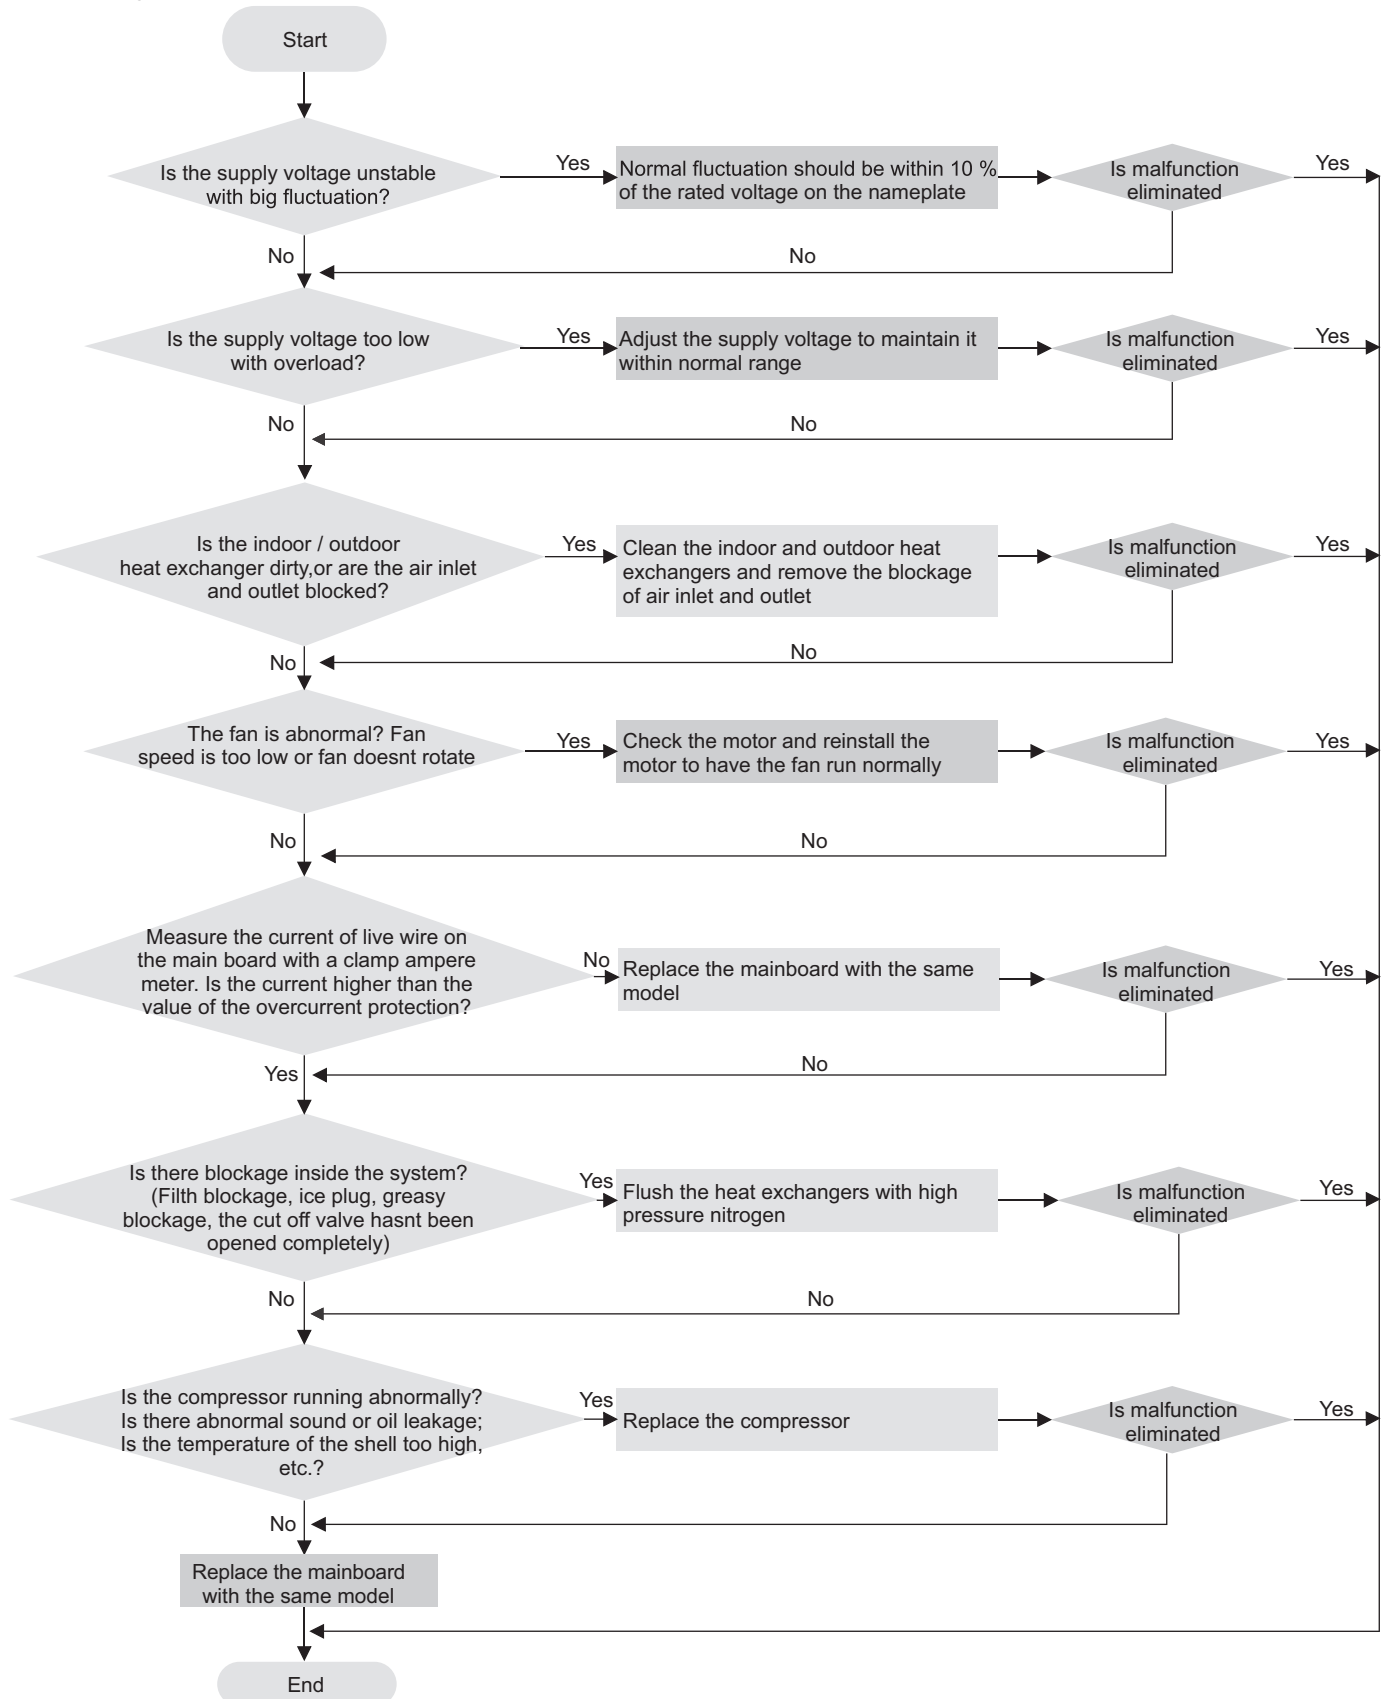 Start
Is the supply voltage unstable
with big fluctuation?
Yes
Normal fluctuation should be within 10 %
of the rated voltage on the nameplate
Is malfunction
eliminated
Yes
No
No
Is the supply voltage too low
with overload?
Yes
Adjust the supply voltage to maintain it
within normal range
Is malfunction
eliminated
Yes
No
No
Is the indoor / outdoor
heat exchanger dirty,or are the air inlet
and outlet blocked?
Yes
Clean the indoor and outdoor heat
exchangers and remove the blockage
of air inlet and outlet
Is malfunction
eliminated
Yes
No
No
The fan is abnormal? Fan
speed is too low or fan doesnt rotate
Yes
Check the motor and reinstall the
motor to have the fan run normally
Is malfunction
eliminated
Yes
No
No
Measure the current of live wire on
the main board with a clamp ampere
meter. Is the current higher than the
value of the overcurrent protection?
No
Replace the mainboard with the same
model
Is malfunction
eliminated
Yes
Yes
No
Is there blockage inside the system?
(Filth blockage, ice plug, greasy
blockage, the cut off valve hasnt been
opened completely)
Yes
Flush the heat exchangers with high
pressure nitrogen
Is malfunction
eliminated
Yes
No
No
Is the compressor running abnormally?
Is there abnormal sound or oil leakage;
Is the temperature of the shell too high,
etc.?
Yes
Replace the compressor
Is malfunction
eliminated
Yes
No
Replace the mainboard
with the same model
End